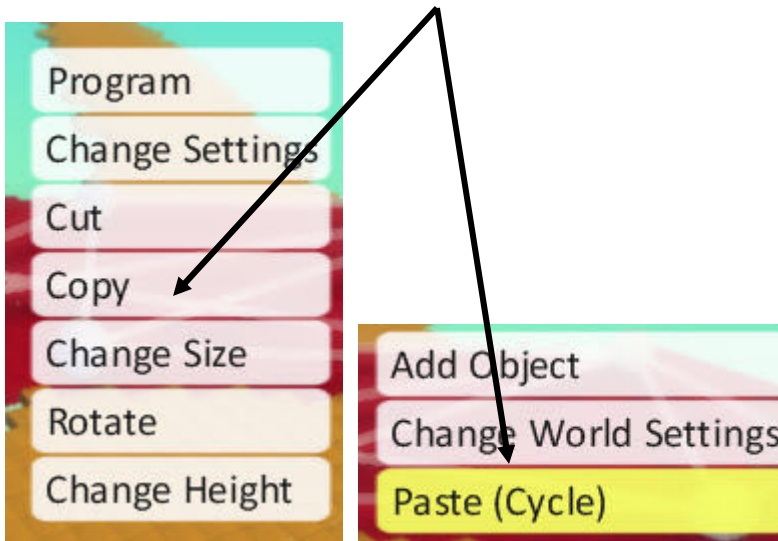 Program
Change Settings
Cut
Copy
Change Size
Rotate
Change Height
Add Object
Change World Settings
Paste (Cycle)